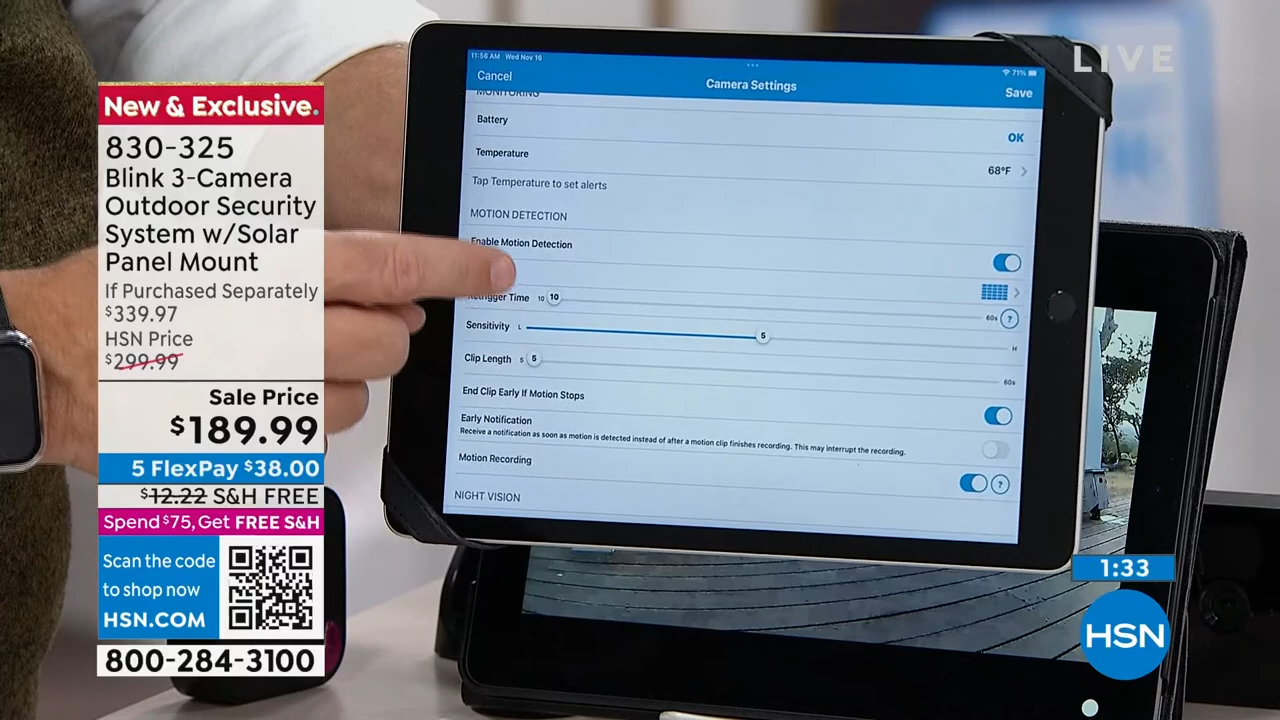 New & Exclusive.
830-325
Blink 3-Camera
Outdoor Security
System w/Solar
Panel Mount
If Purchased Separately
$339.97
HSN Price
$299.99
Sale Price
$189.99
5 FlexPay $38.00
$12.22 S&H FREE
Spend $75, Get FREE S&H
Scan the code
to shop now
HSN.COM
800-284-3100
LIVE
11:56 AM Wed Nov 16
71%
Cancel
Camera Settings
Save
MONITORING
Battery
OK
Temperature
68°F
Tap Temperature to set alerts
MOTION DETECTION
Enable Motion Detection
Retrigger Time
10
10
60s
?
Sensitivity
L
5
H
Clip Length
5
5
60s
End Clip Early If Motion Stops
Early Notification
Receive a notification as soon as motion is detected instead of after a motion clip finishes recording. This may interrupt the recording.
Motion Recording
?
NIGHT VISION
1:33
HSN